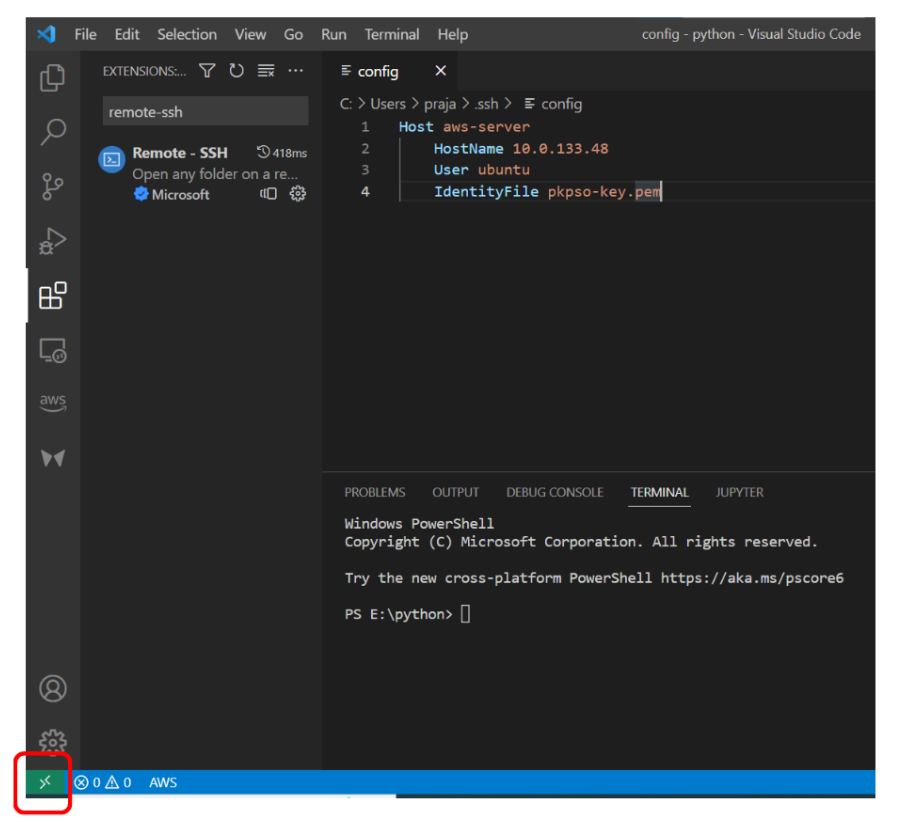 File Edit Selection View Go Run Terminal Help config - python - Visual Studio Code
EXTENSIONS:... ···
remote-ssh
Remote - SSH 418ms
Open any folder on a re...
Microsoft
aws
config ×
C: > Users > praja > .ssh > config
1 Host aws-server
2 HostName 10.0.133.48
3 User ubuntu
4 IdentityFile pkpso-key.pem
PROBLEMS OUTPUT DEBUG CONSOLE TERMINAL JUPYTER
Windows PowerShell
Copyright (C) Microsoft Corporation. All rights reserved.
Try the new cross-platform PowerShell https://aka.ms/pscore6
PS E:\python>
0 0 AWS